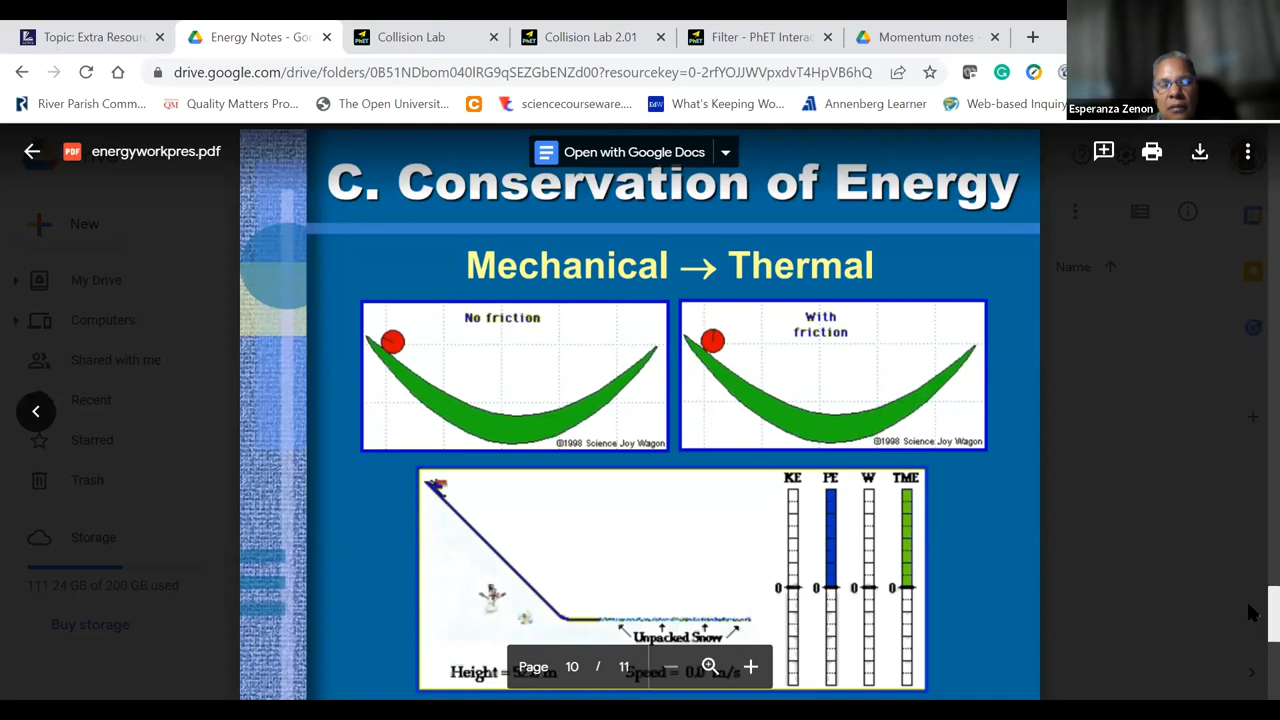 Topic: Extra Resour
Energy Notes - Go
Collision Lab
Collision Lab 2.01
Filter - PhET Interac
Momentum notes -
drive.google.com/drive/folders/0B51NDbom040lRG9qSEZGbENZd00?resourcekey=0-2rfYOJJWVpxdvT4HpVB6hQ
Esperanza Zenon
River Parish Comm...
Quality Matters Pro...
The Open Universit...
sciencecourseware....
What's Keeping Wo...
Annenberg Learner
Web-based Inquiry
PDF energyworkpres.pdf
Open with Google Docs
C. Conservation of Energy
New
Mechanical → Thermal
Name
My Drive
Computers
Shared with me
Recent
Starred
Trash
Storage
111.24 GB of 200 GB used
Buy storage
No friction
©1998 Science Joy Wagon
With
friction
©1998 Science Joy Wagon
KE PE W TME
0 0 0 0
Unpacked Snow
Height = m
Speed = 0.0 m/s
Page 10 / 11